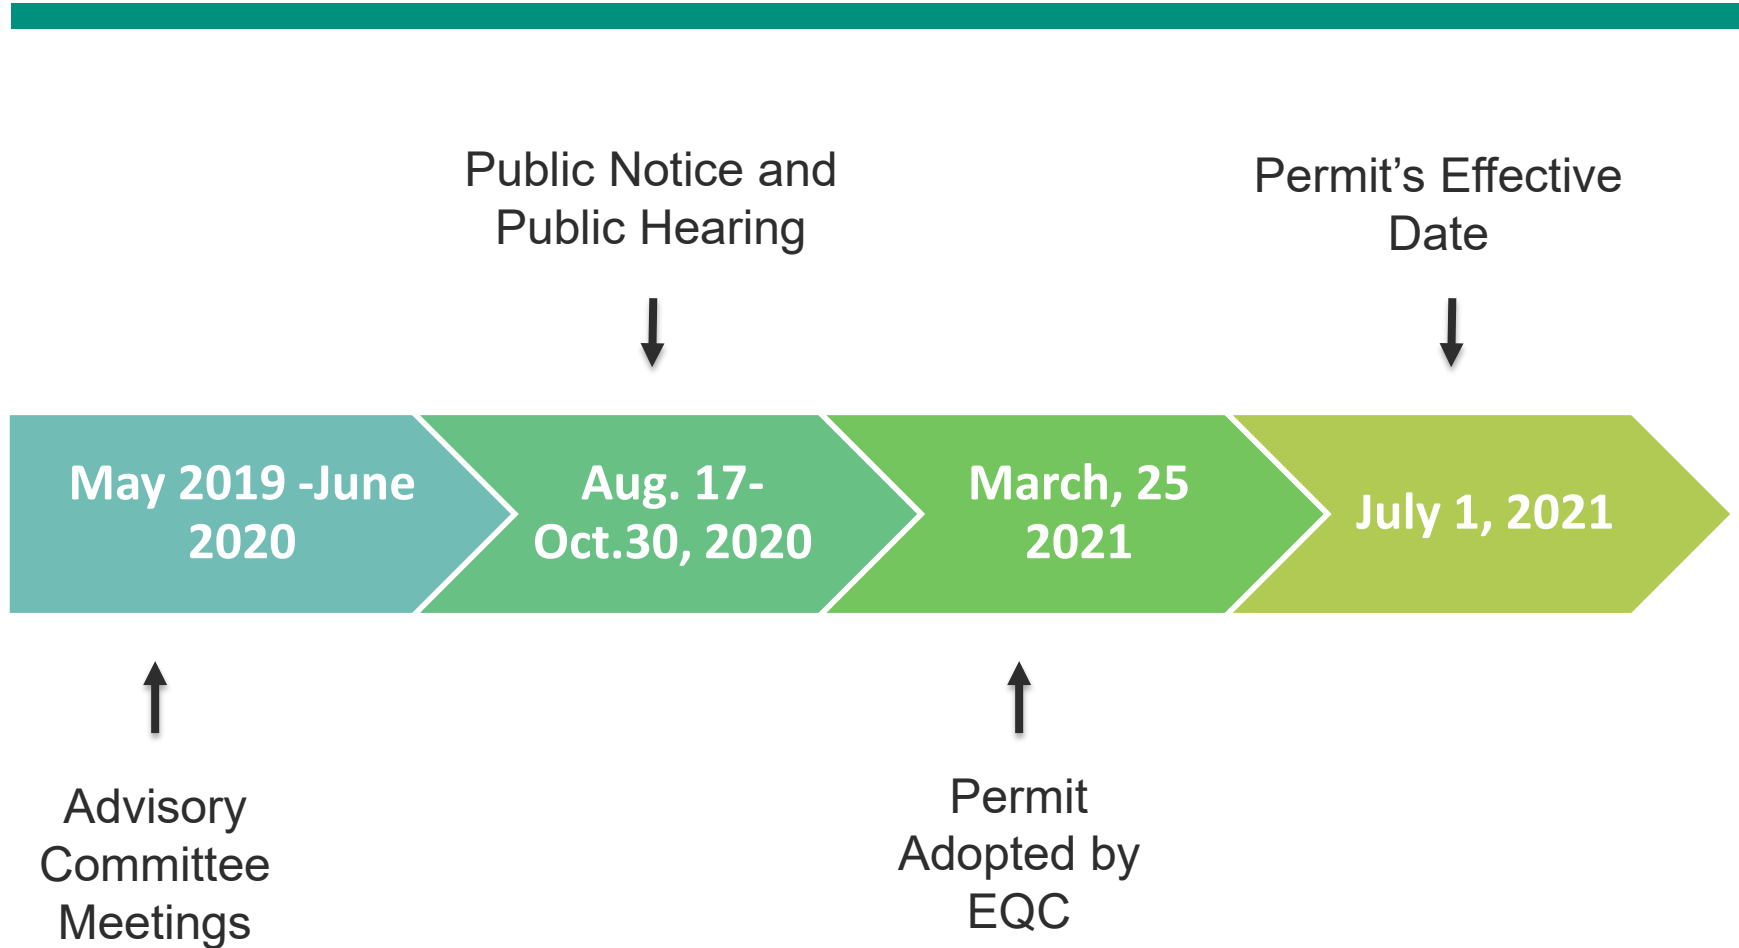 Public Notice and
Public Hearing
Permit’s Effective
Date
May 2019 -June
2020
Aug. 17-
Oct.30, 2020
March, 25
2021
July 1, 2021
Advisory
Committee
Meetings
Permit
Adopted by
EQC